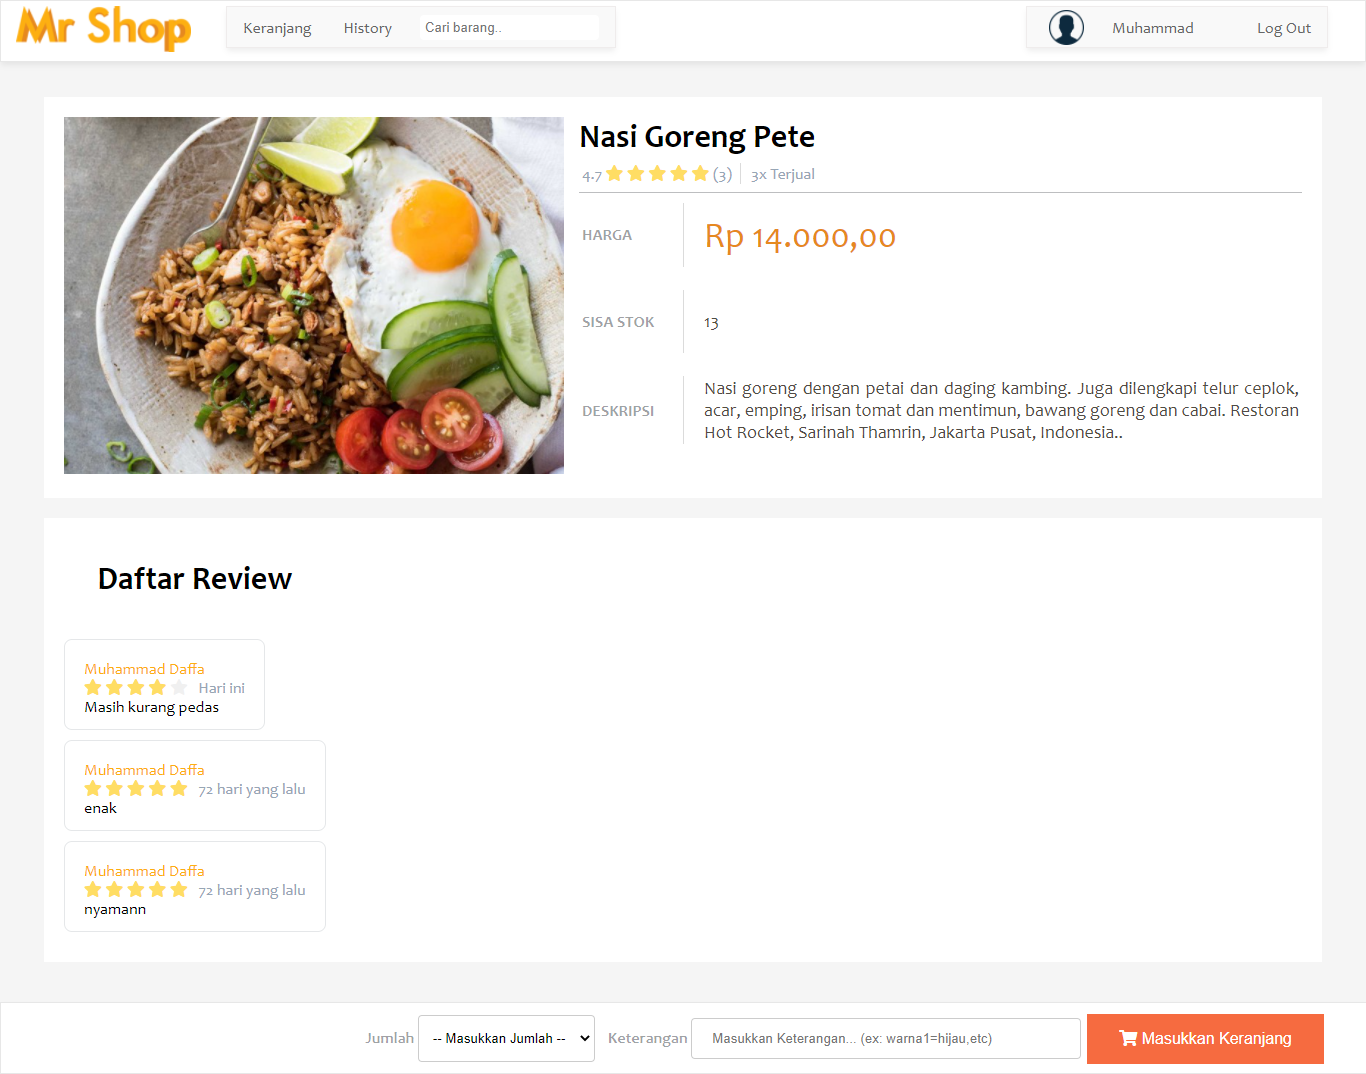 Mr Shop
Keranjang History Cari barang..
Muhammad Log Out
Nasi Goreng Pete
4.7 (3) 3x Terjual
HARGA Rp 14.000,00
SISA STOK 13
DESKRIPSI
Nasi goreng dengan petai dan daging kambing. Juga dilengkapi telur ceplok,
acar, emping, irisan tomat dan mentimun, bawang goreng dan cabai. Restoran
Hot Rocket, Sarinah Thamrin, Jakarta Pusat, Indonesia..
Daftar Review
Muhammad Daffa
Hari ini
Masih kurang pedas
Muhammad Daffa
72 hari yang lalu
enak
Muhammad Daffa
72 hari yang lalu
nyamann
Jumlah -- Masukkan Jumlah -- Keterangan Masukkan Keterangan... (ex: warna1=hijau,etc) Masukkan Keranjang